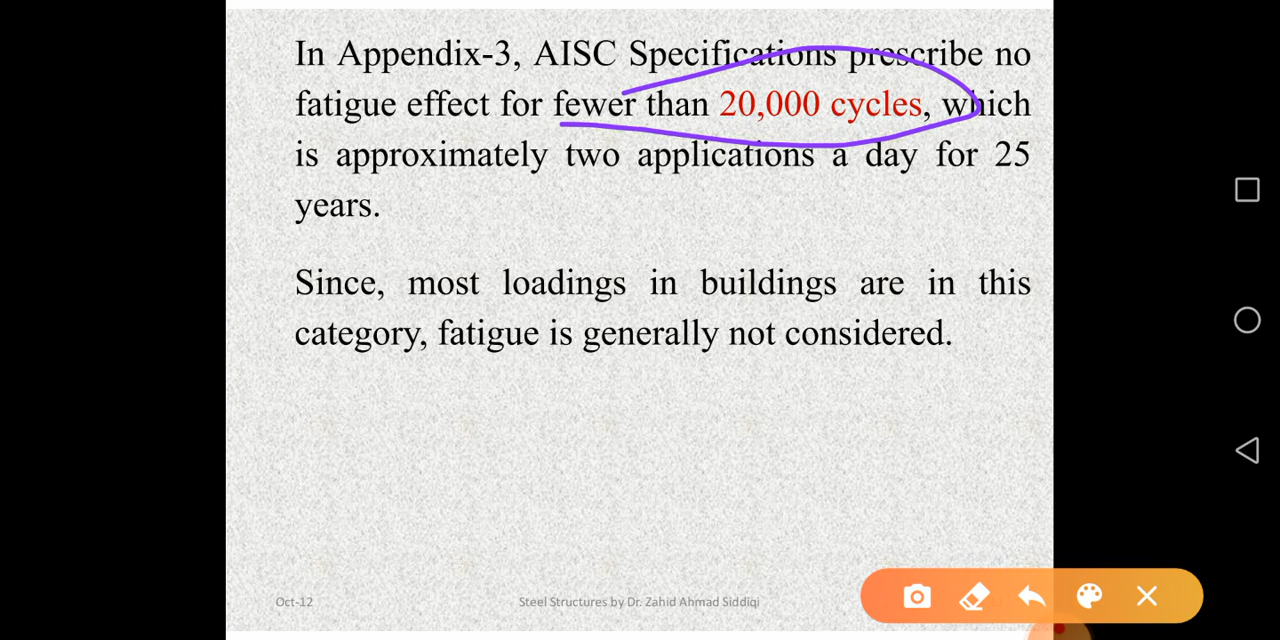 In Appendix-3, AISC Specifications prescribe no
fatigue effect for fewer than 20,000 cycles, which
is approximately two applications a day for 25
years.
Since, most loadings in buildings are in this
category, fatigue is generally not considered.
Oct-12 Steel Structures by Dr. Zahid Ahmad Siddiqi